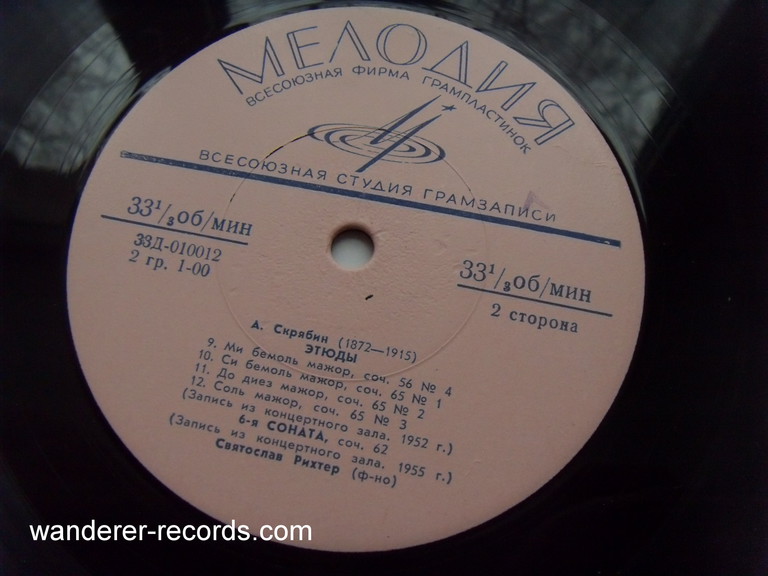 МЕЛОДИЯ
ВСЕСОЮЗНАЯ ФИРМА ГРАМПЛАСТИНОК
ВСЕСОЮЗНАЯ СТУДИЯ ГРАМЗАПИСИ
33¹/₃об/мин
33Д-010012
2 гр. 1-00
33¹/₃об/мин
2 сторона
А. Скрябин (1872—1915)
ЭТЮДЫ
9. Ми бемоль мажор, соч. 56 № 4
10. Си бемоль мажор, соч. 65 № 1
11. До диез мажор, соч. 65 № 2
12. Соль мажор, соч. 65 № 3
(Запись из концертного зала. 1952 г.)
6-я СОНАТА, соч. 62
(Запись из концертного зала. 1955 г.)
Святослав Рихтер (ф-но)
wanderer-records.com